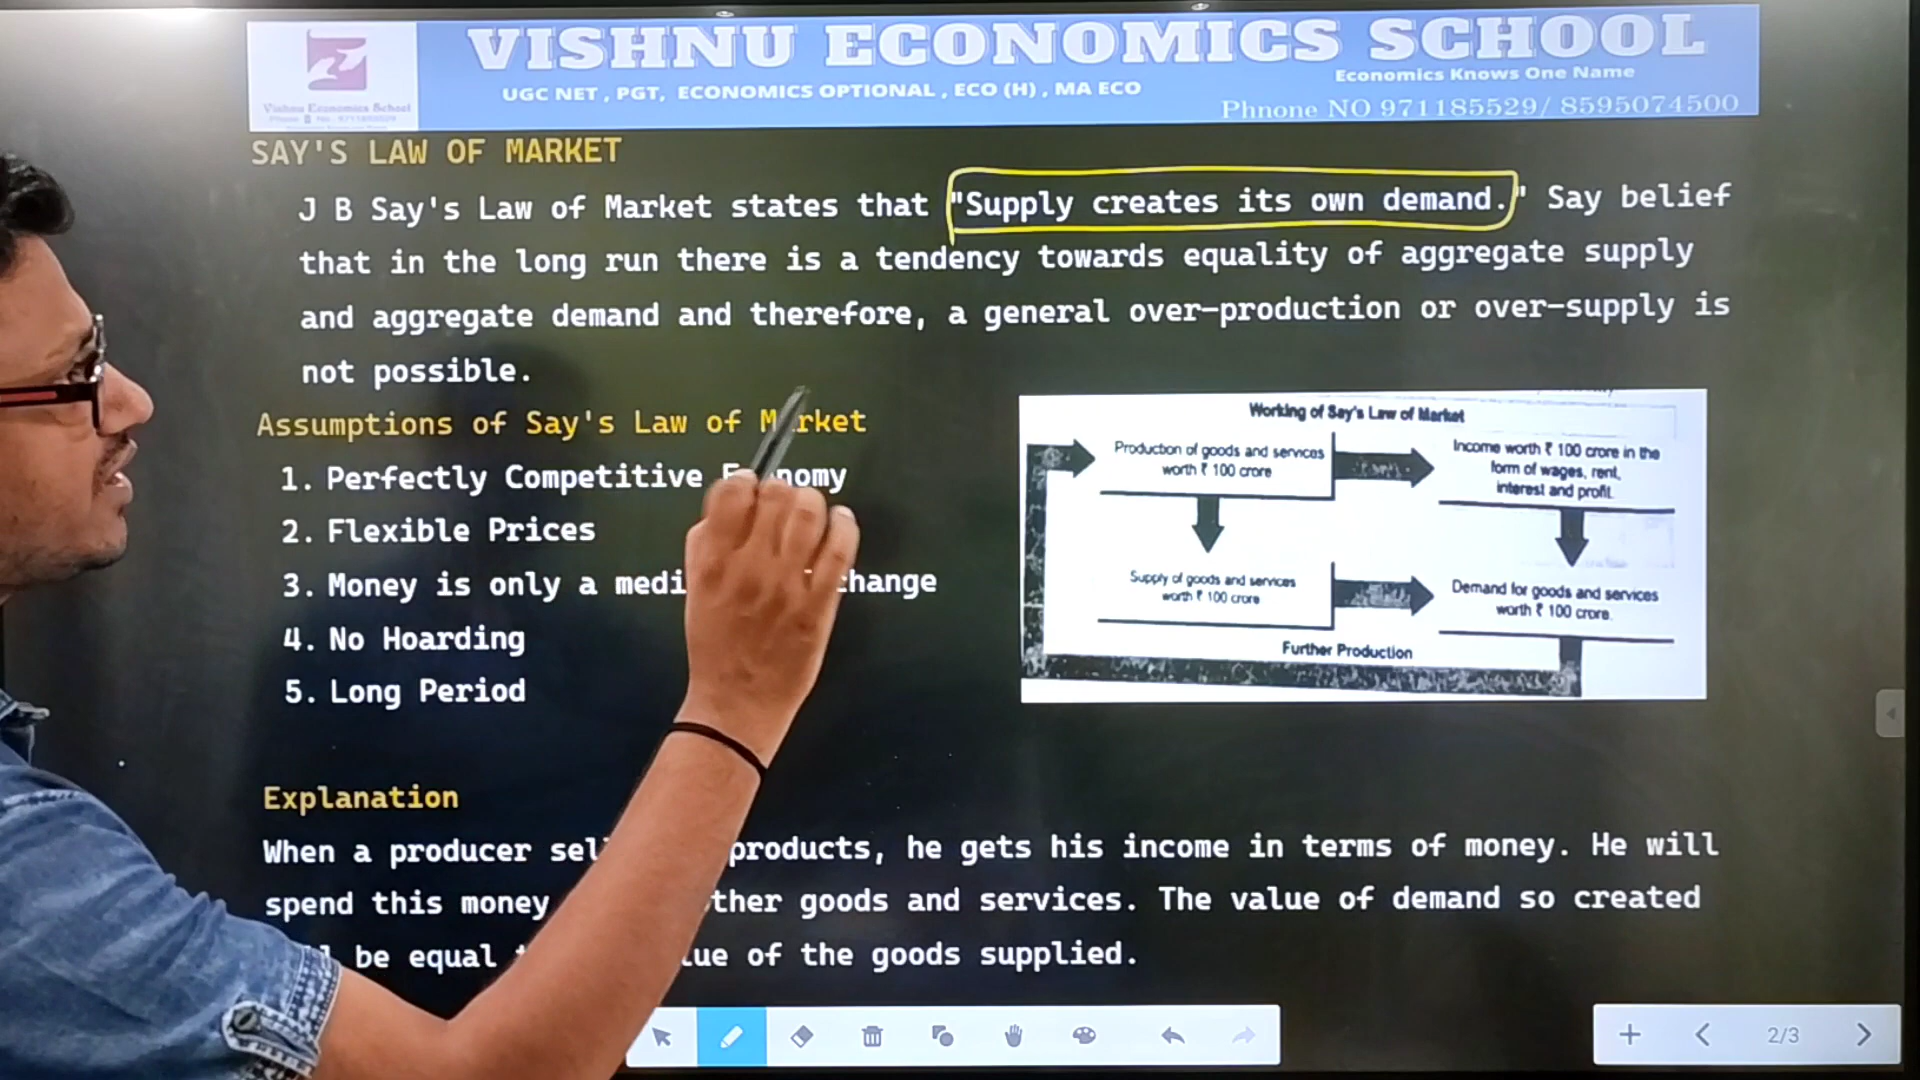 VISHNU ECONOMICS SCHOOL
Economics Knows One Name
UGC NET , PGT, ECONOMICS OPTIONAL , ECO (H) , MA ECO
Phnone NO 971185529/ 8595074500
Vishnu Economics School
SAY'S LAW OF MARKET
J B Say's Law of Market states that "Supply creates its own demand." Say belief
that in the long run there is a tendency towards equality of aggregate supply
and aggregate demand and therefore, a general over-production or over-supply is
not possible.
Assumptions of Say's Law of Market
1. Perfectly Competitive Economy
2. Flexible Prices
3. Money is only a medi change
4. No Hoarding
5. Long Period
Working of Say's Law of Market
Production of goods and services
worth ₹ 100 crore
Income worth ₹ 100 crore in the
form of wages, rent,
interest and profit.
Supply of goods and services
worth ₹ 100 crore
Demand for goods and services
worth ₹ 100 crore.
Further Production
Explanation
When a producer sel products, he gets his income in terms of money. He will
spend this money ther goods and services. The value of demand so created
be equal lue of the goods supplied.
2/3